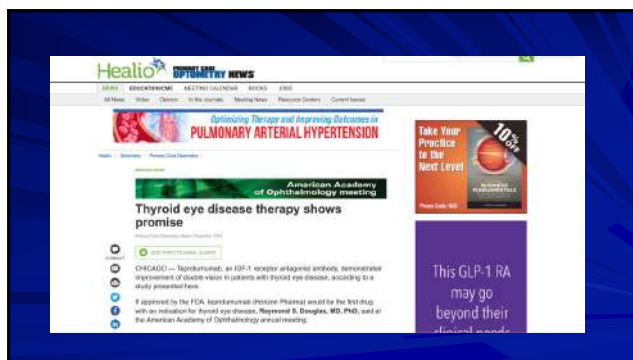 Healio PRIMARY CARE OPTOMETRY NEWS
NEWS EDUCATION/CME MEETING CALENDAR BOOKS JOBS
All News Video Opinion In the Journals Meeting News Resource Centers Current Issues
Optimizing Therapy and Improving Outcomes in
PULMONARY ARTERIAL HYPERTENSION
Optometry Primary Care Optometry
American Academy
of Ophthalmology meeting
Thyroid eye disease therapy shows
promise
CHICAGO — Teprotumumab, an IGF-1 receptor antagonist antibody, demonstrated
improvement of double vision in patients with thyroid eye disease, according to a
study presented here.
If approved by the FDA, teprotumumab (Horizon Pharma) would be the first drug
with an indication for thyroid eye disease, Raymond S. Douglas, MD, PhD, said at
the American Academy of Ophthalmology annual meeting.
Take Your
Practice
to the
Next Level
10%
OFF
BUSINESS
FUNDAMENTALS
This GLP-1 RA
may go
beyond their
clinical needs